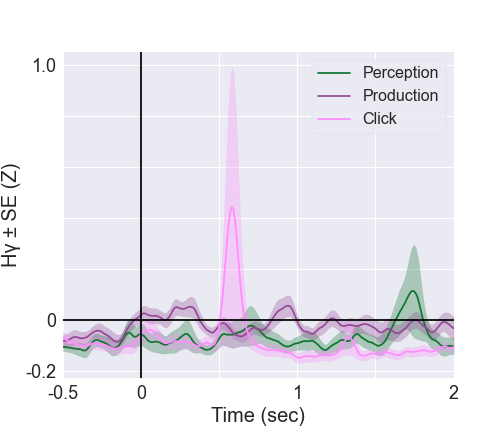 Hγ ± SE (Z)
1.0
0
-0.2
Perception
Production
Click
-0.5
0
1
2
Time (sec)